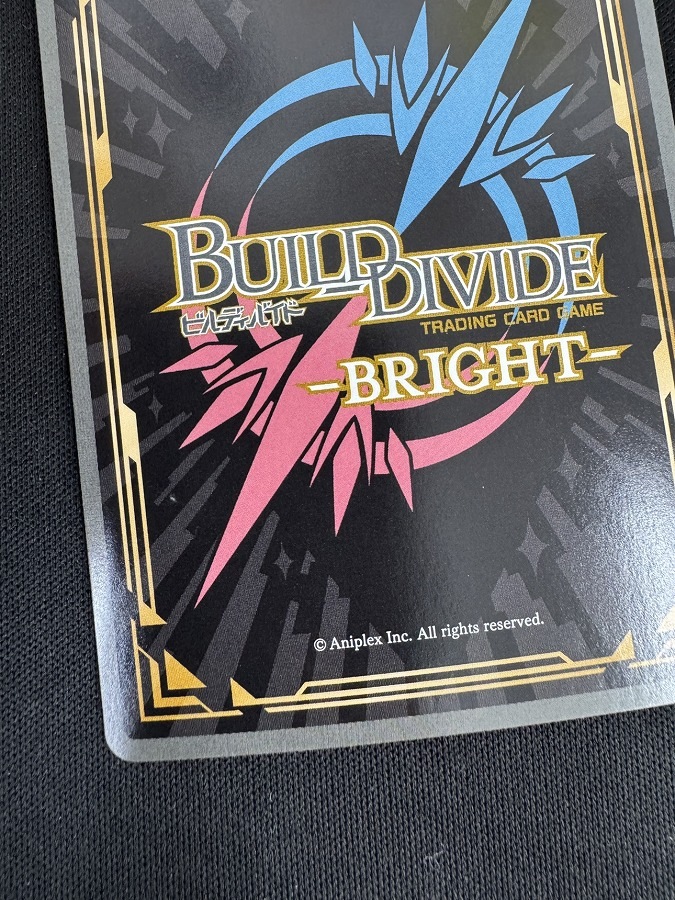 BUILD DIVIDE
ビルディバイド
TRADING CARD GAME
-BRIGHT-
© Aniplex Inc. All rights reserved.